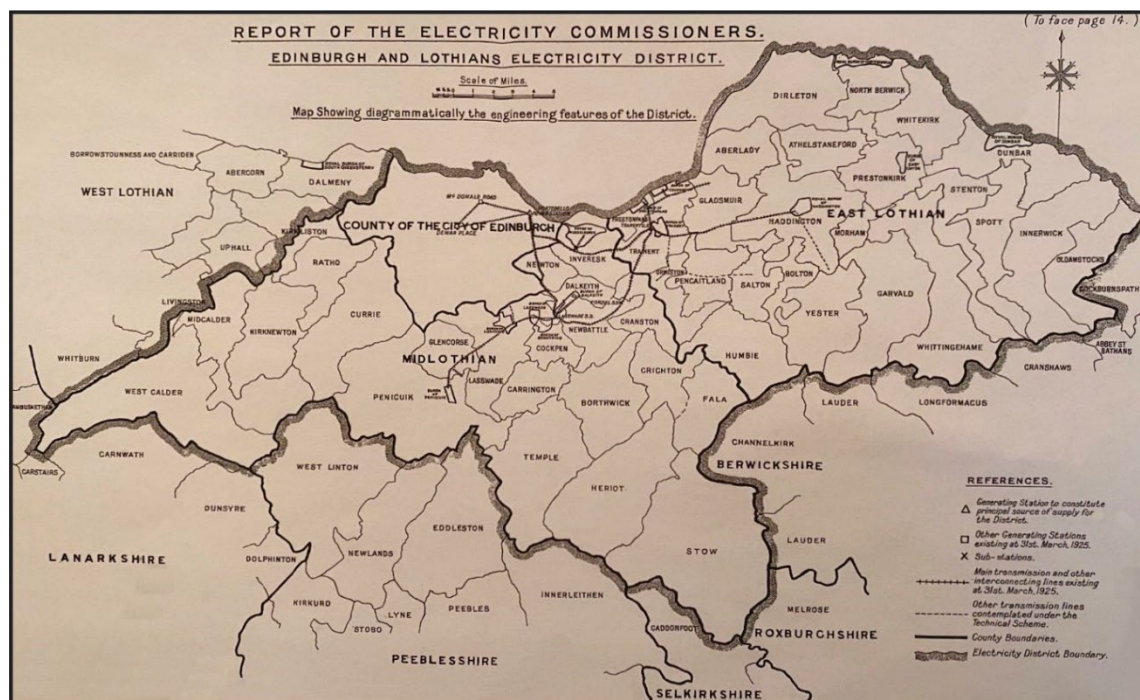 (To face page 14.)
REPORT OF THE ELECTRICITY COMMISSIONERS.
EDINBURGH AND LOTHIANS ELECTRICITY DISTRICT.
Scale of Miles.
Map Showing diagrammatically the engineering features of the District.
DIRLETON
NORTH BERWICK
WHITEKIRK
BORROWSTOUNNESS AND CARRIDEN
ABERCORN
DALMENY
WEST LOTHIAN
ABERLADY
ATHELSTANEFORD
PRESTONKIRK
DUNBAR
STENTON
GLADSMUIR
EAST LOTHIAN
HADDINGTON
SPOTT
INNERWICK
COUNTY OF THE CITY OF EDINBURGH
McDONALD ROAD
DEWAR PLACE
KIRKLISTON
UPHALL
RATHO
INVERESK
NEWTON
TRANENT
MORHAM
OLDHAMSTOCKS
COCKBURNSPATH
ORMISTON
PENCAITLAND
SALTON
BOLTON
GARVALD
YESTER
DALKEITH
LIVINGSTON
MIDCALDER
KIRKNEWTON
CURRIE
NEWBATTLE
CRANSTON
COCKPEN
GLENCORSE
MIDLOTHIAN
WHITTINGEHAME
ABBEY ST
BATHANS
HUMBIE
CRANSHAWS
WHITBURN
WEST CALDER
PENICUIK
LASSWADE
CARRINGTON
CRICHTON
BORTHWICK
FALA
LAUDER
LONGFORMACUS
CARSTAIRS
CARNWATH
WEST LINTON
TEMPLE
CHANNELKIRK
BERWICKSHIRE
HERIOT
DUNSYRE
EDDLESTON
STOW
LAUDER
LANARKSHIRE
DOLPHINTON
NEWLANDS
KIRKURD
LYNE
PEEBLES
STOBO
INNERLEITHEN
MELROSE
CADDONFOOT
ROXBURGHSHIRE
PEEBLESSHIRE
SELKIRKSHIRE
REFERENCES.
Generating Station to constitute
principal source of supply for
the District.
Other Generating Stations
existing at 31st. March, 1925.
Sub-stations.
Main transmission and other
interconnecting lines existing
at 31st. March, 1925.
Other transmission lines
contemplated under the
Technical Scheme.
County Boundaries.
Electricity District Boundary.